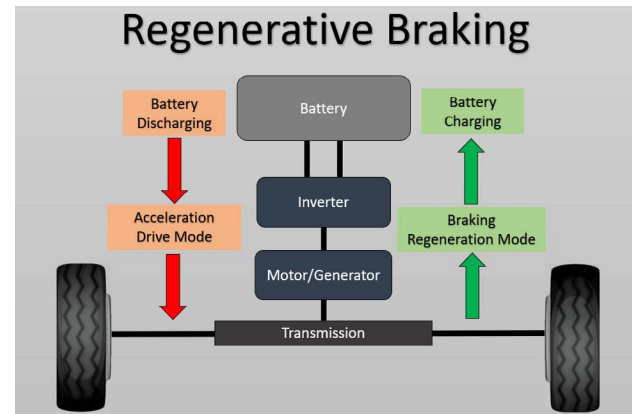 Regenerative Braking
Battery
Discharging
Battery
Battery
Charging
Inverter
Acceleration
Drive Mode
Braking
Regeneration Mode
Motor/Generator
Transmission